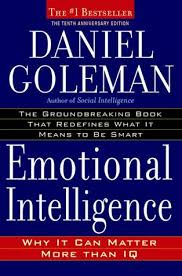 THE #1 BESTSELLER
THE TENTH ANNIVERSARY EDITION
DANIEL
GOLEMAN
Author of Social Intelligence
THE GROUNDBREAKING BOOK
THAT REDEFINES WHAT IT
MEANS TO BE SMART
Emotional
Intelligence
WHY IT CAN MATTER
MORE THAN IQ